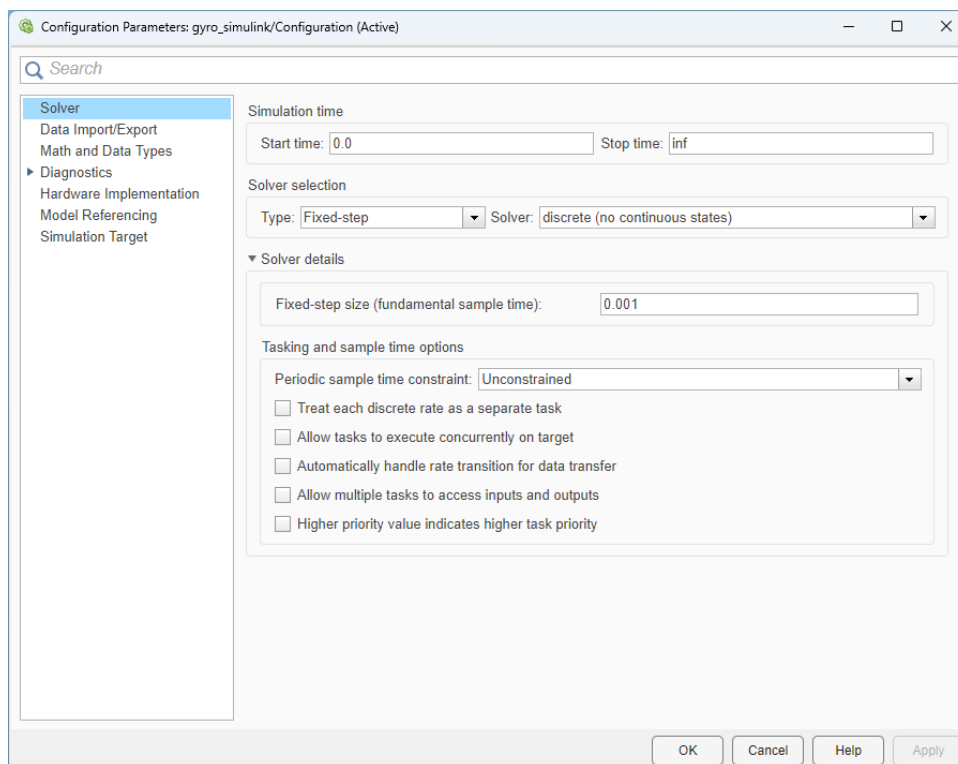 Configuration Parameters: gyro_simulink/Configuration (Active)
Search
Solver
Data Import/Export
Math and Data Types
Diagnostics
Hardware Implementation
Model Referencing
Simulation Target
Simulation time
Start time: 0.0 Stop time: inf
Solver selection
Type: Fixed-step Solver: discrete (no continuous states)
Solver details
Fixed-step size (fundamental sample time): 0.001
Tasking and sample time options
Periodic sample time constraint: Unconstrained
Treat each discrete rate as a separate task
Allow tasks to execute concurrently on target
Automatically handle rate transition for data transfer
Allow multiple tasks to access inputs and outputs
Higher priority value indicates higher task priority
OK Cancel Help Apply